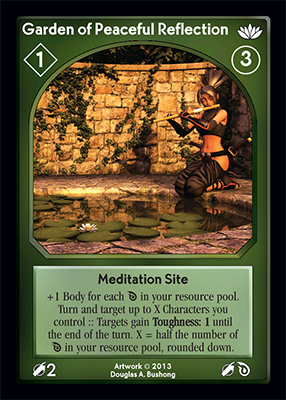 Garden of Peaceful Reflection
1
3
Meditation Site
+1 Body for each in your resource pool.
Turn and target up to X Characters you
control :: Targets gain Toughness: 1 until
the end of the turn. X = half the number of
in your resource pool, rounded down.
2
Artwork © 2013
Douglas A. Bushong